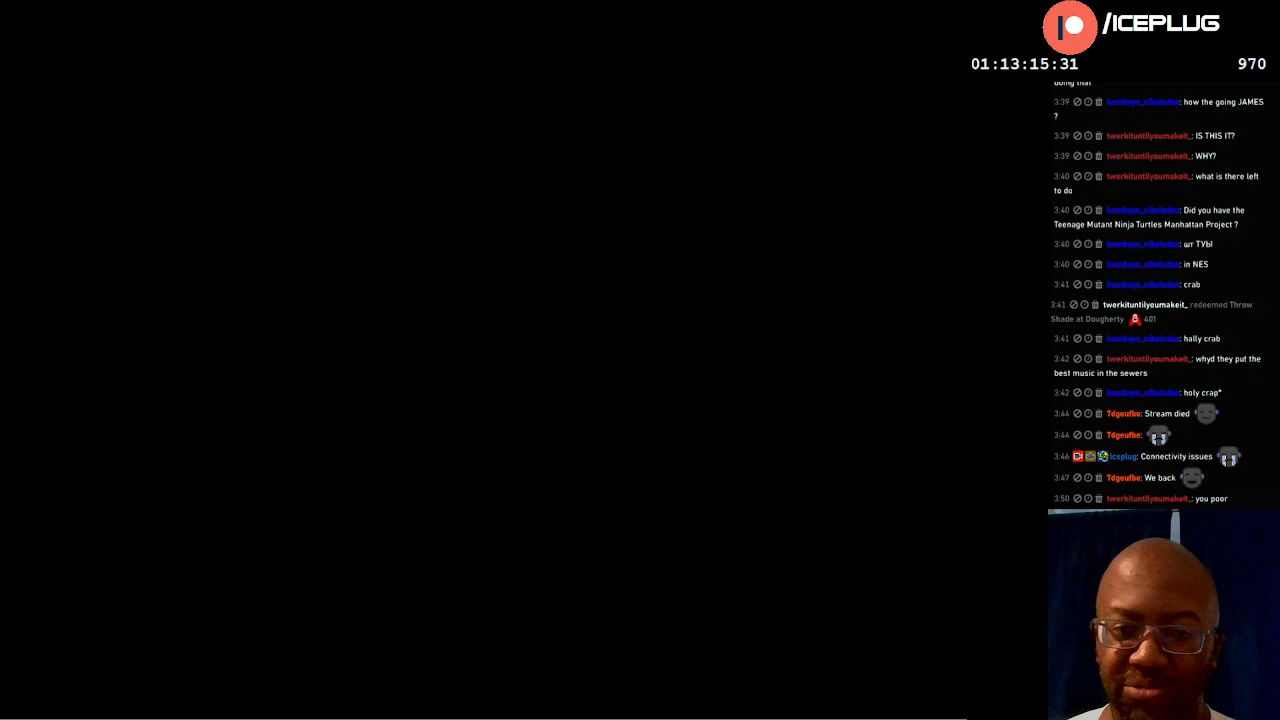 /ICEPLUG
01:13:15:31 970
doing that
3:39 : how the going JAMES
?
3:39 twerkituntilyoumakeit_: IS THIS IT?
3:39 twerkituntilyoumakeit_: WHY?
3:40 twerkituntilyoumakeit_: what is there left
to do
3:40 : Did you have the
Teenage Mutant Ninja Turtles Manhattan Project ?
3:40 : шт ТУЫ
3:40 : in NES
3:41 : crab
3:41 twerkituntilyoumakeit_ redeemed Throw
Shade at Dougherty 401
3:41 : hally crab
3:42 twerkituntilyoumakeit_: whyd they put the
best music in the sewers
3:42 : holy crap*
3:44 7dgeufbe: Stream died
3:44 7dgeufbe:
3:46 Iceplug: Connectivity issues
3:47 7dgeufbe: We back
3:50 twerkituntilyoumakeit_: you poor